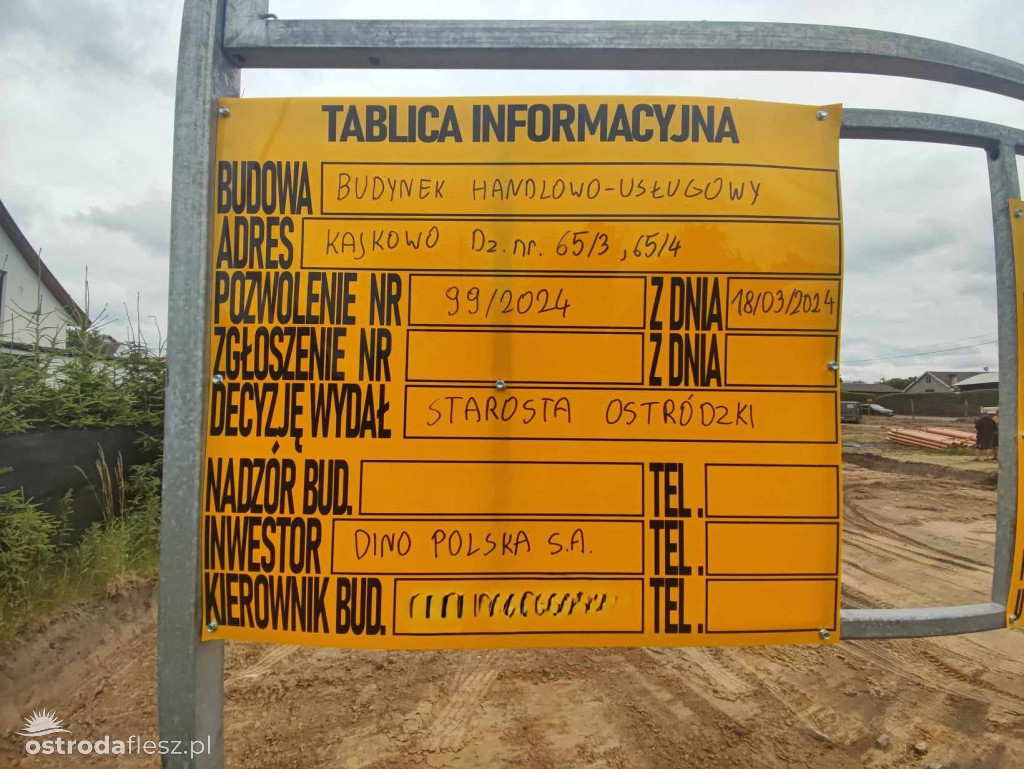 TABLICA INFORMACYJNA
BUDOWA BUDYNEK HANDLOWO-USŁUGOWY
ADRES KAJKOWO Dz. nr. 65/3, 65/4
POZWOLENIE NR 99/2024 Z DNIA 18/03/2024
ZGŁOSZENIE NR Z DNIA
DECYZJĘ WYDAŁ STAROSTA OSTRÓDZKI
NADZÓR BUD. TEL.
INWESTOR DINO POLSKA S.A. TEL.
KIEROWNIK BUD. TEL.
ostrodaflesz.pl